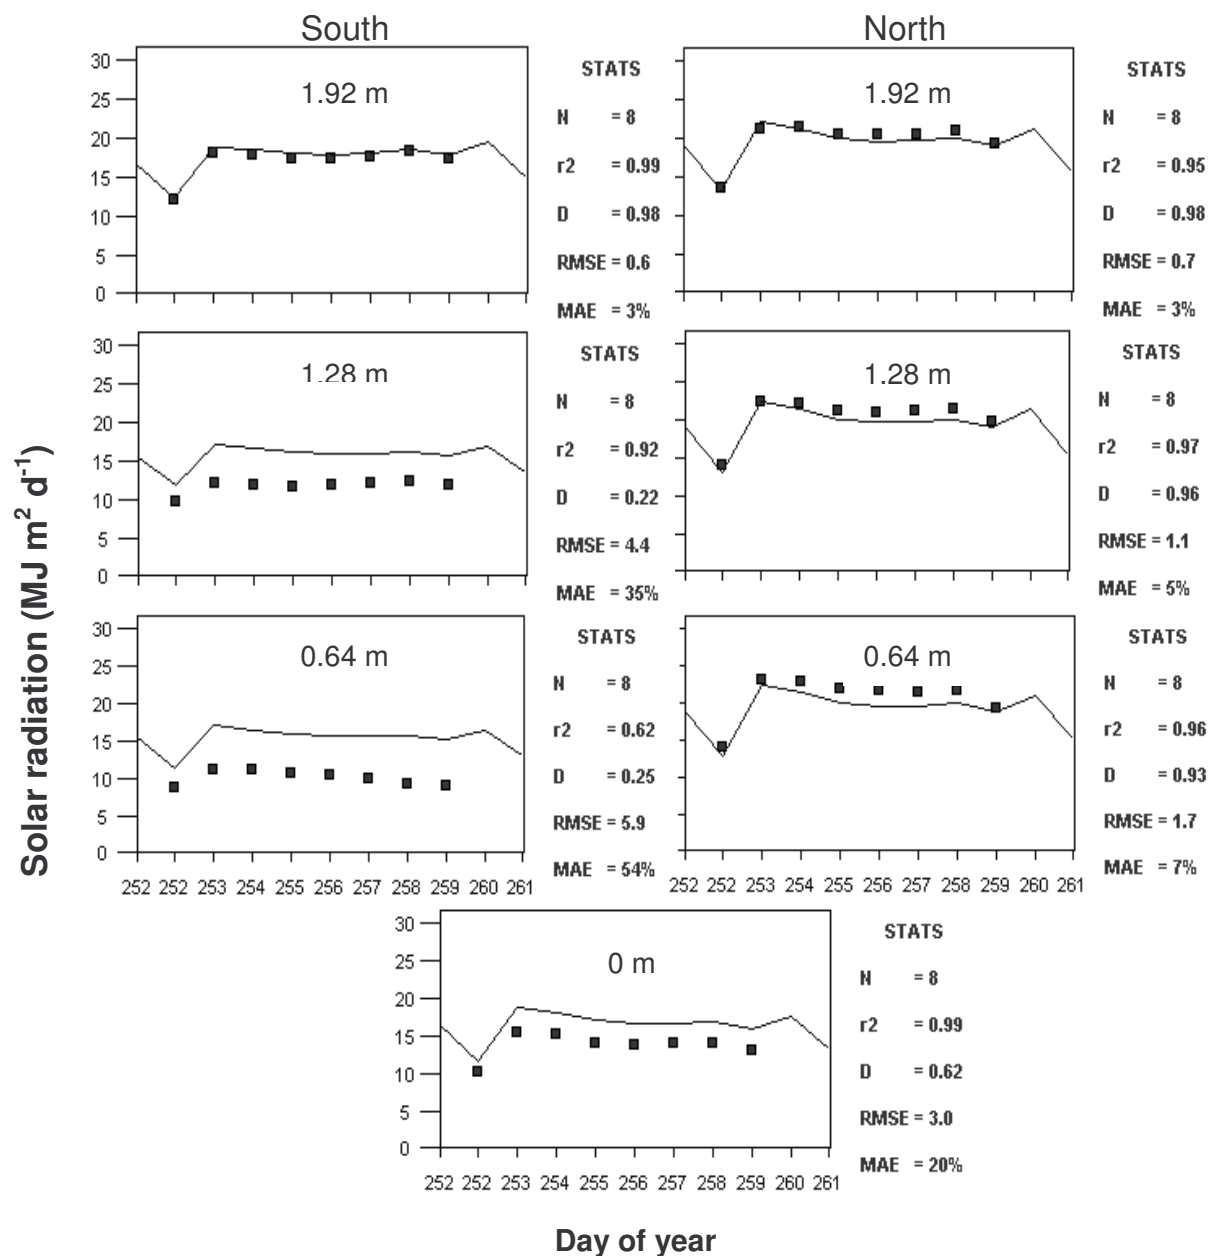 South
30
25
20
15
10
5
0
1.92 m
STATS
N = 8
r2 = 0.99
D = 0.98
RMSE = 0.6
MAE = 3%
North
1.92 m
STATS
N = 8
r2 = 0.95
D = 0.98
RMSE = 0.7
MAE = 3%
30
25
20
15
10
5
0
1.28 m
STATS
N = 8
r2 = 0.92
D = 0.22
RMSE = 4.4
MAE = 35%
1.28 m
STATS
N = 8
r2 = 0.97
D = 0.96
RMSE = 1.1
MAE = 5%
Solar radiation (MJ m² d⁻¹)
30
25
20
15
10
5
0
0.64 m
252 252 253 254 255 256 257 258 259 260 261
STATS
N = 8
r2 = 0.62
D = 0.25
RMSE = 5.9
MAE = 54%
0.64 m
252 252 253 254 255 256 257 258 259 260 261
STATS
N = 8
r2 = 0.96
D = 0.93
RMSE = 1.7
MAE = 7%
30
25
20
15
10
5
0
0 m
252 252 253 254 255 256 257 258 259 260 261
STATS
N = 8
r2 = 0.99
D = 0.62
RMSE = 3.0
MAE = 20%
Day of year